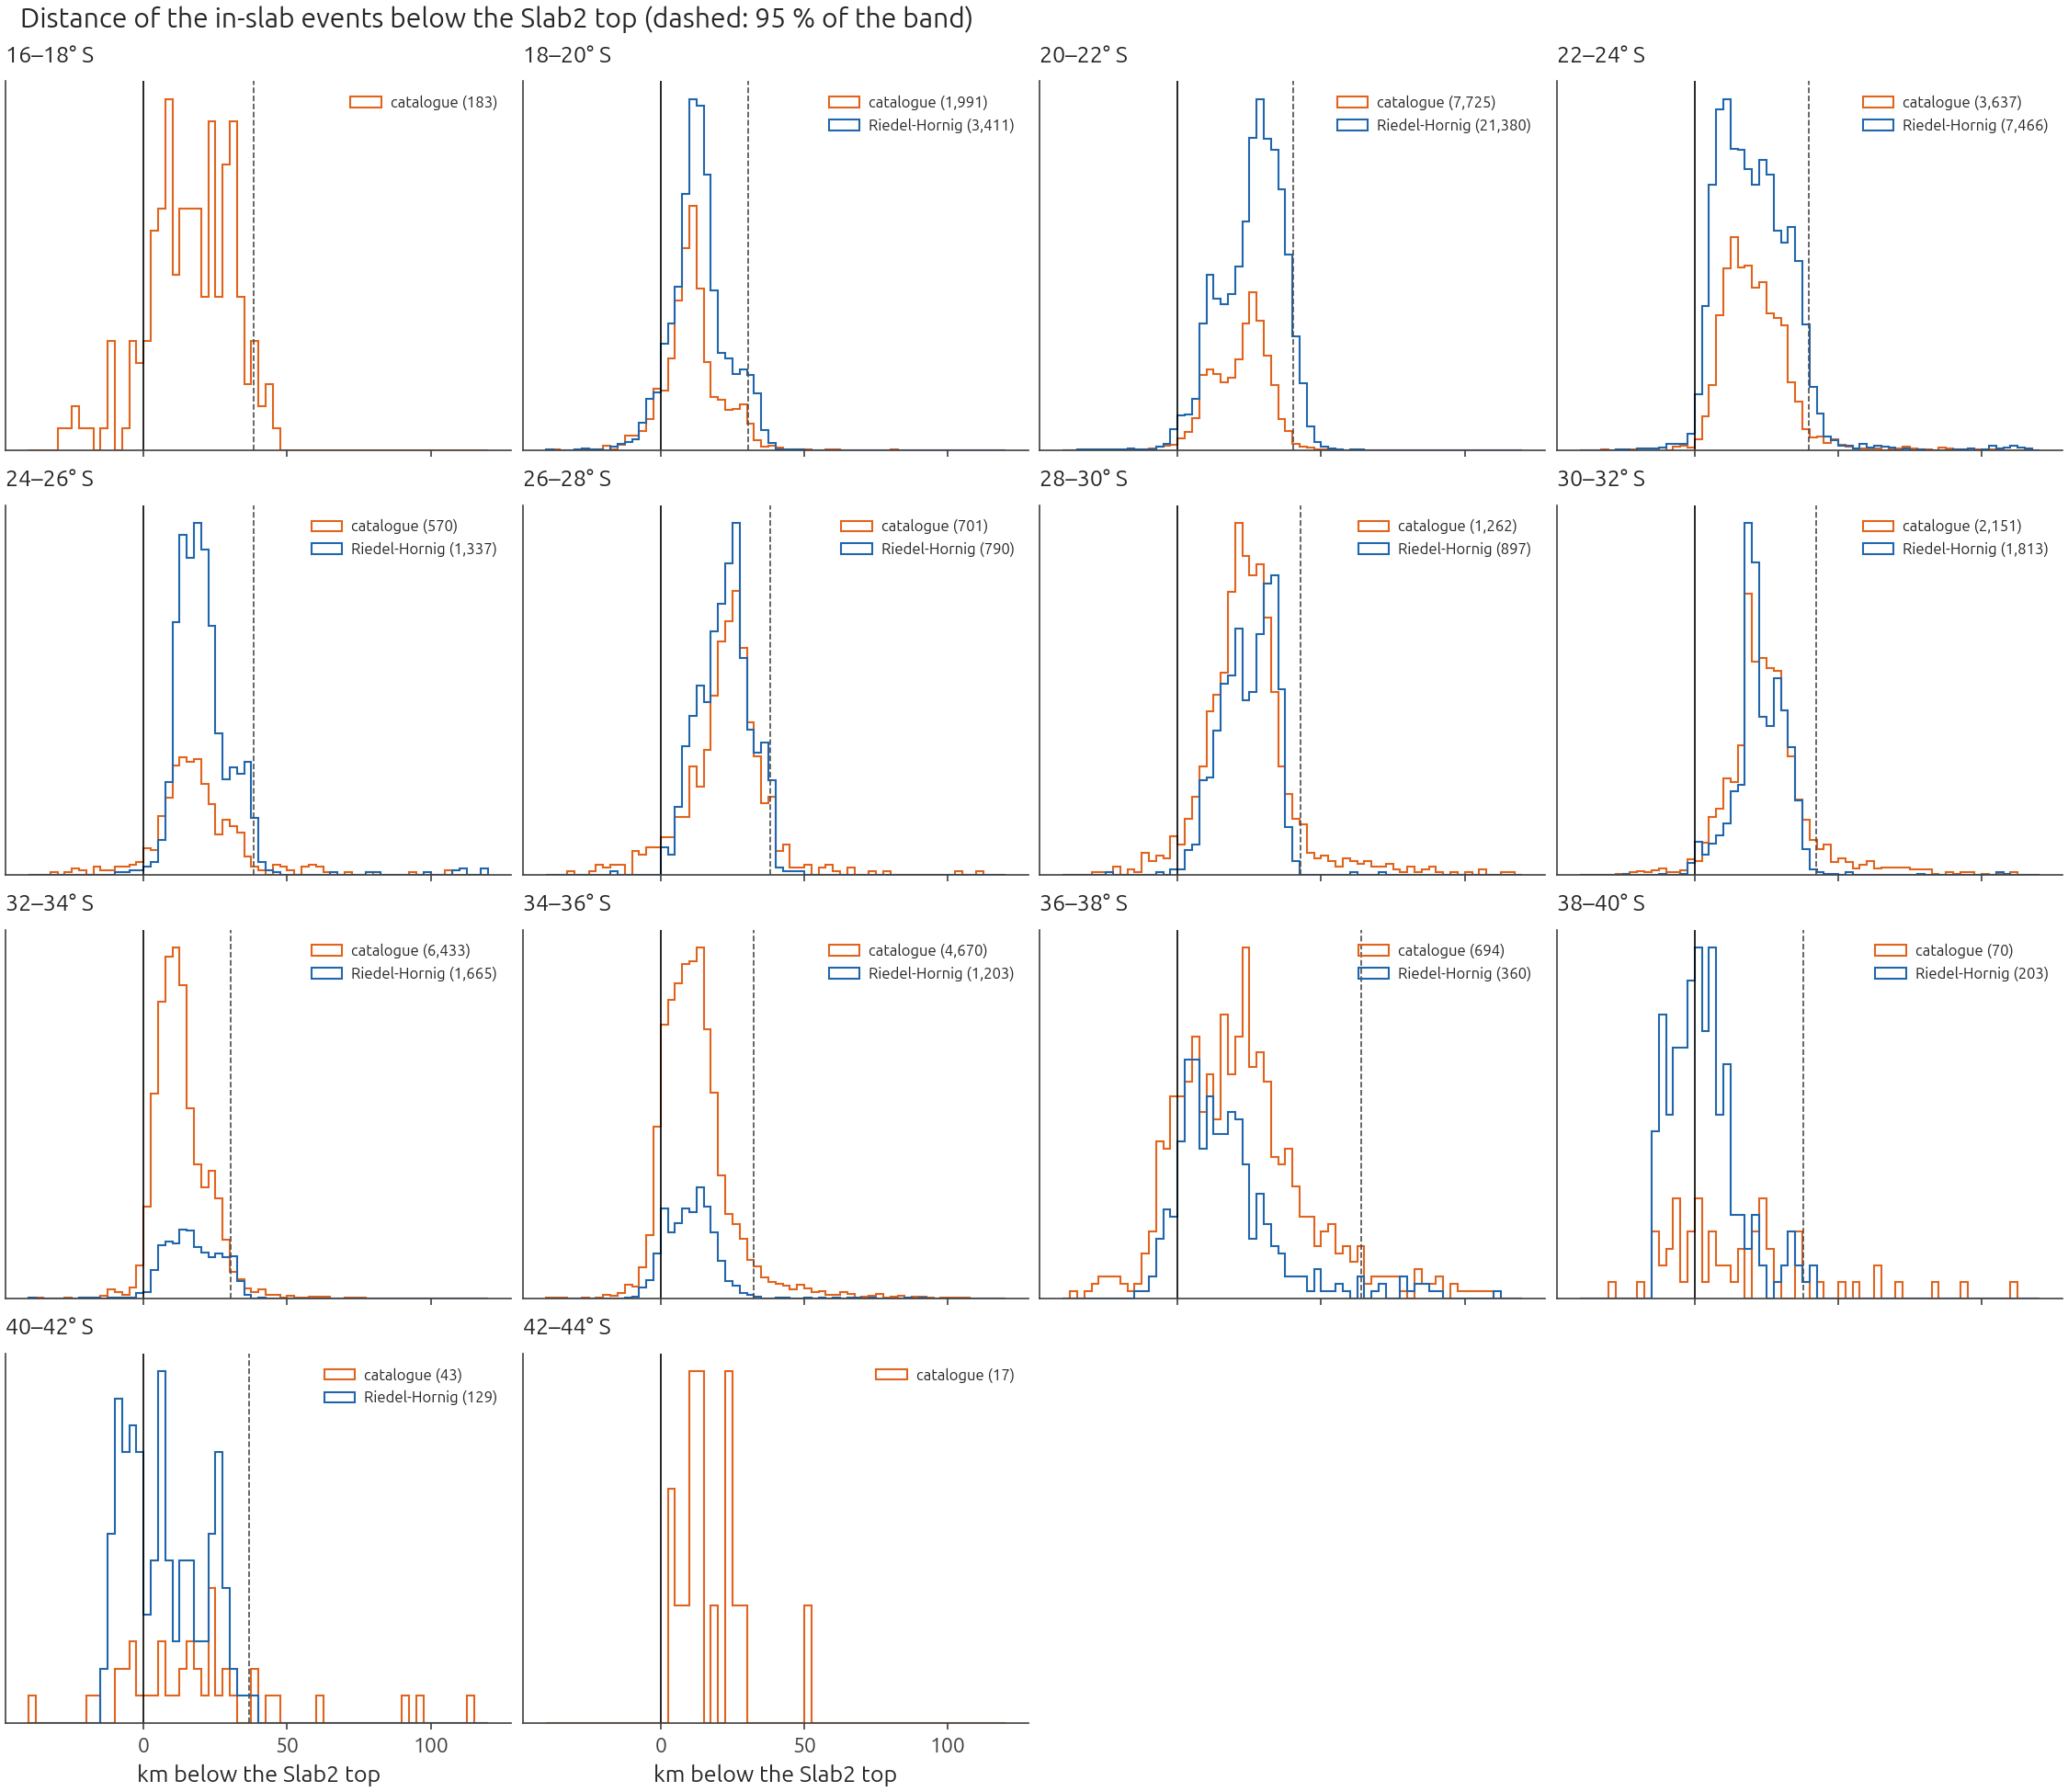 Distance of the in-slab events below the Slab2 top (dashed: 95 % of the band)
16–18° S
catalogue (183)
18–20° S
catalogue (1,991)
Riedel-Hornig (3,411)
20–22° S
catalogue (7,725)
Riedel-Hornig (21,380)
22–24° S
catalogue (3,637)
Riedel-Hornig (7,466)
24–26° S
catalogue (570)
Riedel-Hornig (1,337)
26–28° S
catalogue (701)
Riedel-Hornig (790)
28–30° S
catalogue (1,262)
Riedel-Hornig (897)
30–32° S
catalogue (2,151)
Riedel-Hornig (1,813)
32–34° S
catalogue (6,433)
Riedel-Hornig (1,665)
34–36° S
catalogue (4,670)
Riedel-Hornig (1,203)
36–38° S
catalogue (694)
Riedel-Hornig (360)
38–40° S
catalogue (70)
Riedel-Hornig (203)
40–42° S
catalogue (43)
Riedel-Hornig (129)
0 50 100
km below the Slab2 top
42–44° S
catalogue (17)
0 50 100
km below the Slab2 top